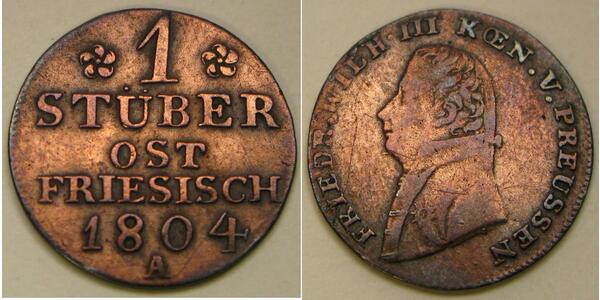 1
STÜBER
OST
FRIESISCH
1804
A
FRIEDR. WILH. III KŒN. V. PREUSSEN